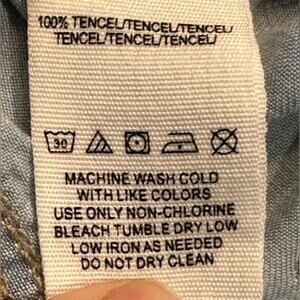 100% TENCEL/TENCEL/TENCEL/
TENCEL/TENCEL/TENCEL/
30
MACHINE WASH COLD
WITH LIKE COLORS
USE ONLY NON-CHLORINE
BLEACH TUMBLE DRY LOW
LOW IRON AS NEEDED
DO NOT DRY CLEAN